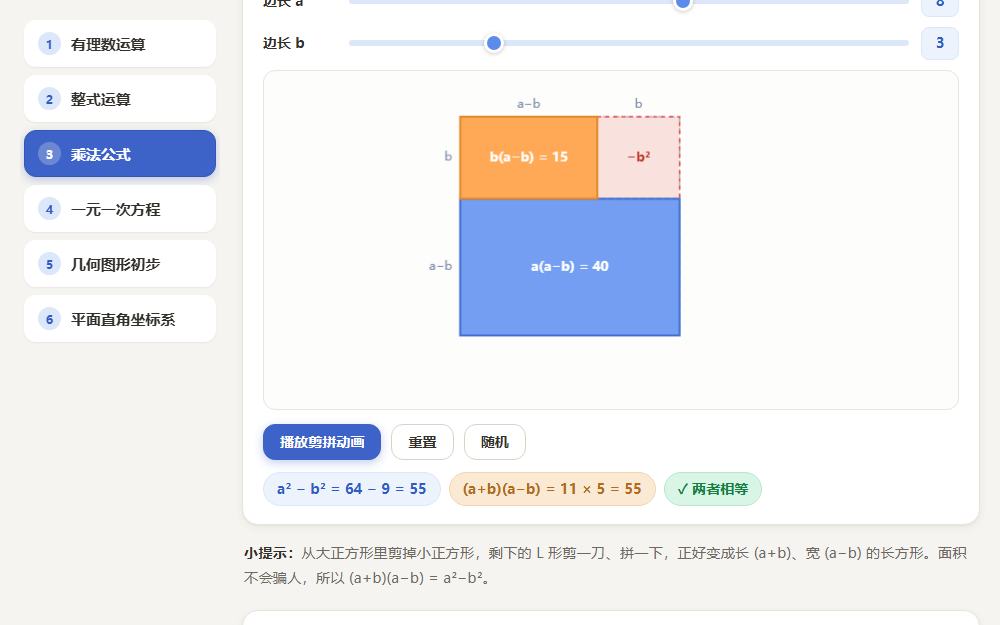 边长 a
8
边长 b
3
1 有理数运算
2 整式运算
3 乘法公式
4 一元一次方程
5 几何图形初步
6 平面直角坐标系
a−b
b
b
b(a−b) = 15
−b²
a−b
a(a−b) = 40
播放剪拼动画
重置
随机
a² − b² = 64 − 9 = 55
(a+b)(a−b) = 11 × 5 = 55
✓ 两者相等
小提示：从大正方形里剪掉小正方形，剩下的 L 形剪一刀、拼一下，正好变成长 (a+b)、宽 (a−b) 的长方形。面积
不会骗人，所以 (a+b)(a−b) = a²−b²。